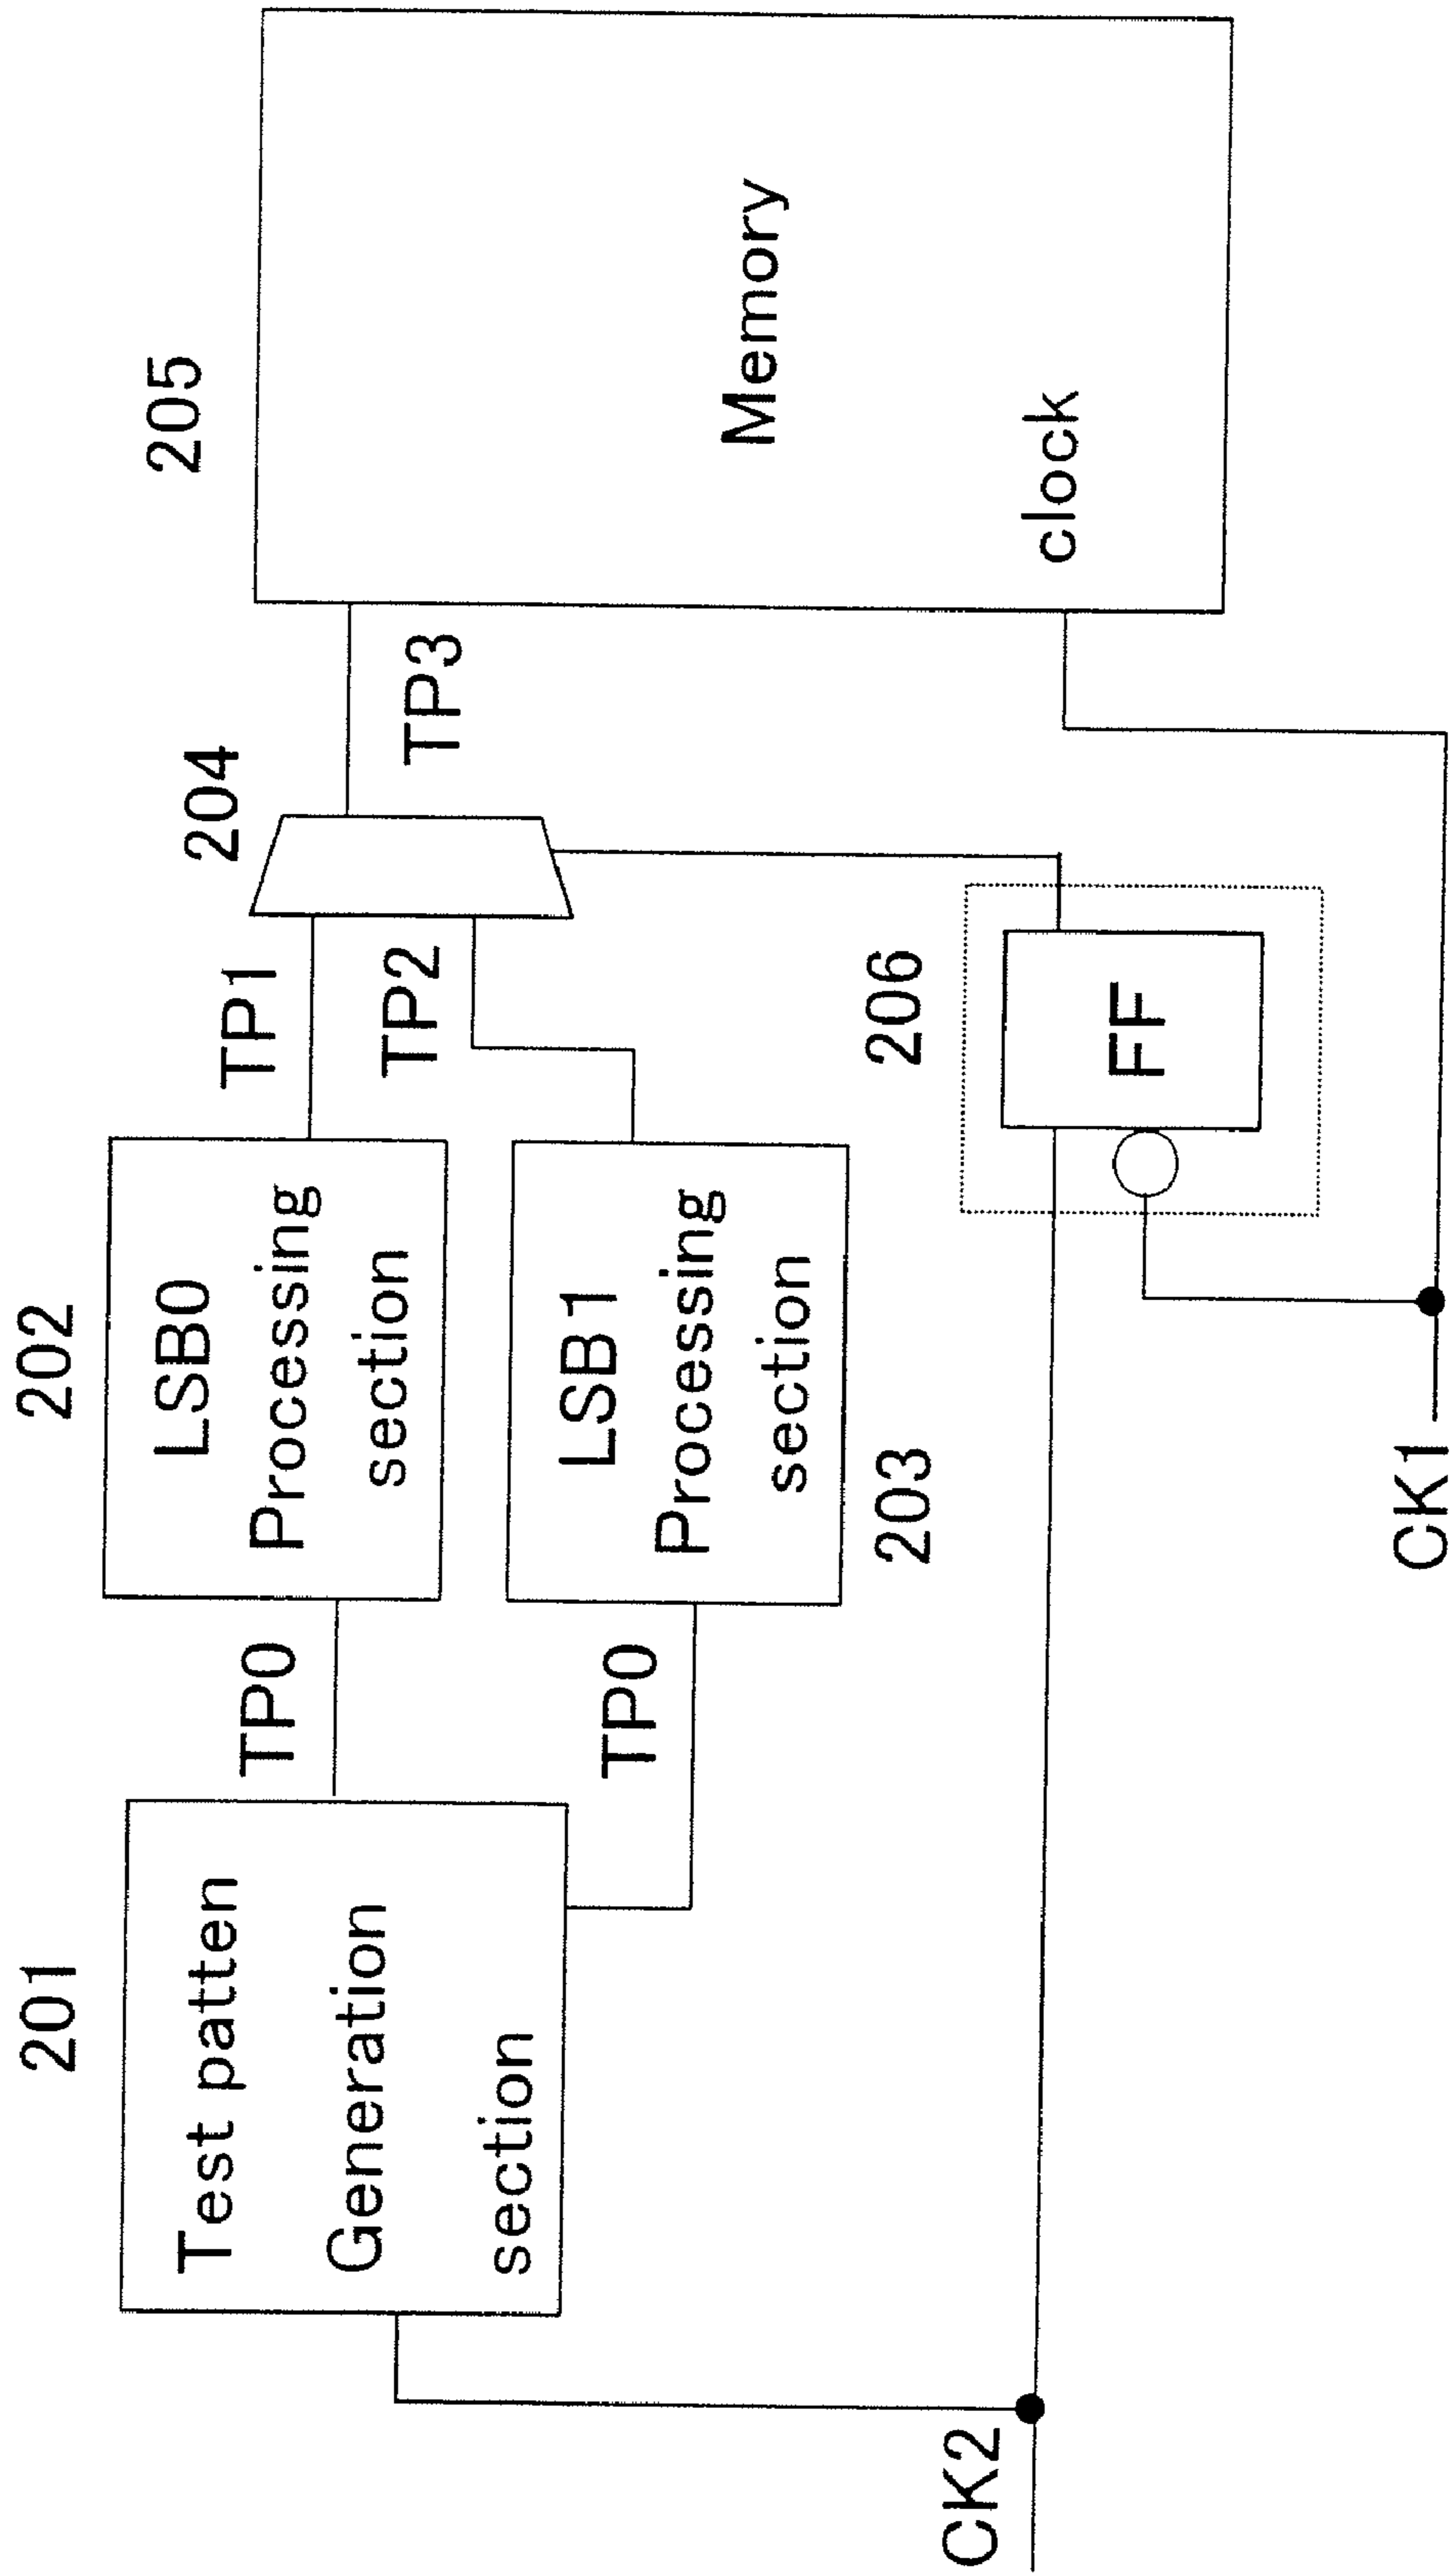 201
Test patten
Generation
section
TP0
TP0
202
LSB0
Processing
section
LSB1
Processing
section
203
TP1
TP2
204
TP3
205
Memory
clock
206
FF
CK2
CK1